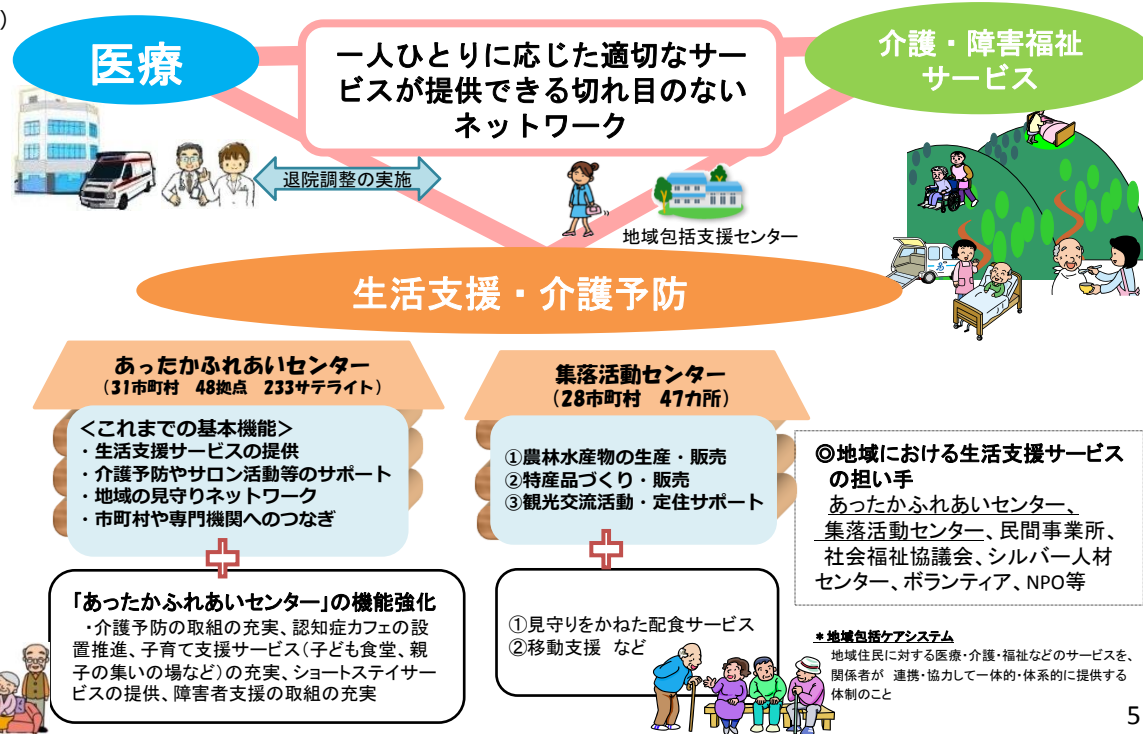 ）
医療
一人ひとりに応じた適切なサー
ビスが提供できる切れ目のない
ネットワーク
介護・障害福祉
サービス
退院調整の実施
地域包括支援センター
生活支援・介護予防
あったかふれあいセンター
（31市町村　48拠点　233サテライト）
＜これまでの基本機能＞
・生活支援サービスの提供
・介護予防やサロン活動等のサポート
・地域の見守りネットワーク
・市町村や専門機関へのつなぎ
「あったかふれあいセンター」の機能強化
・介護予防の取組の充実、認知症カフェの設
置推進、子育て支援サービス（子ども食堂、親
子の集いの場など）の充実、ショートステイサー
ビスの提供、障害者支援の取組の充実
集落活動センター
（28市町村　47カ所）
①農林水産物の生産・販売
②特産品づくり・販売
③観光交流活動・定住サポート
①見守りをかねた配食サービス
②移動支援 など
◎地域における生活支援サービス
の担い手
あったかふれあいセンター、
集落活動センター、民間事業所、
社会福祉協議会、シルバー人材
センター、ボランティア、NPO等
＊地域包括ケアシステム
地域住民に対する医療・介護・福祉などのサービスを、
関係者が 連携・協力して一体的・体系的に提供する
体制のこと
5